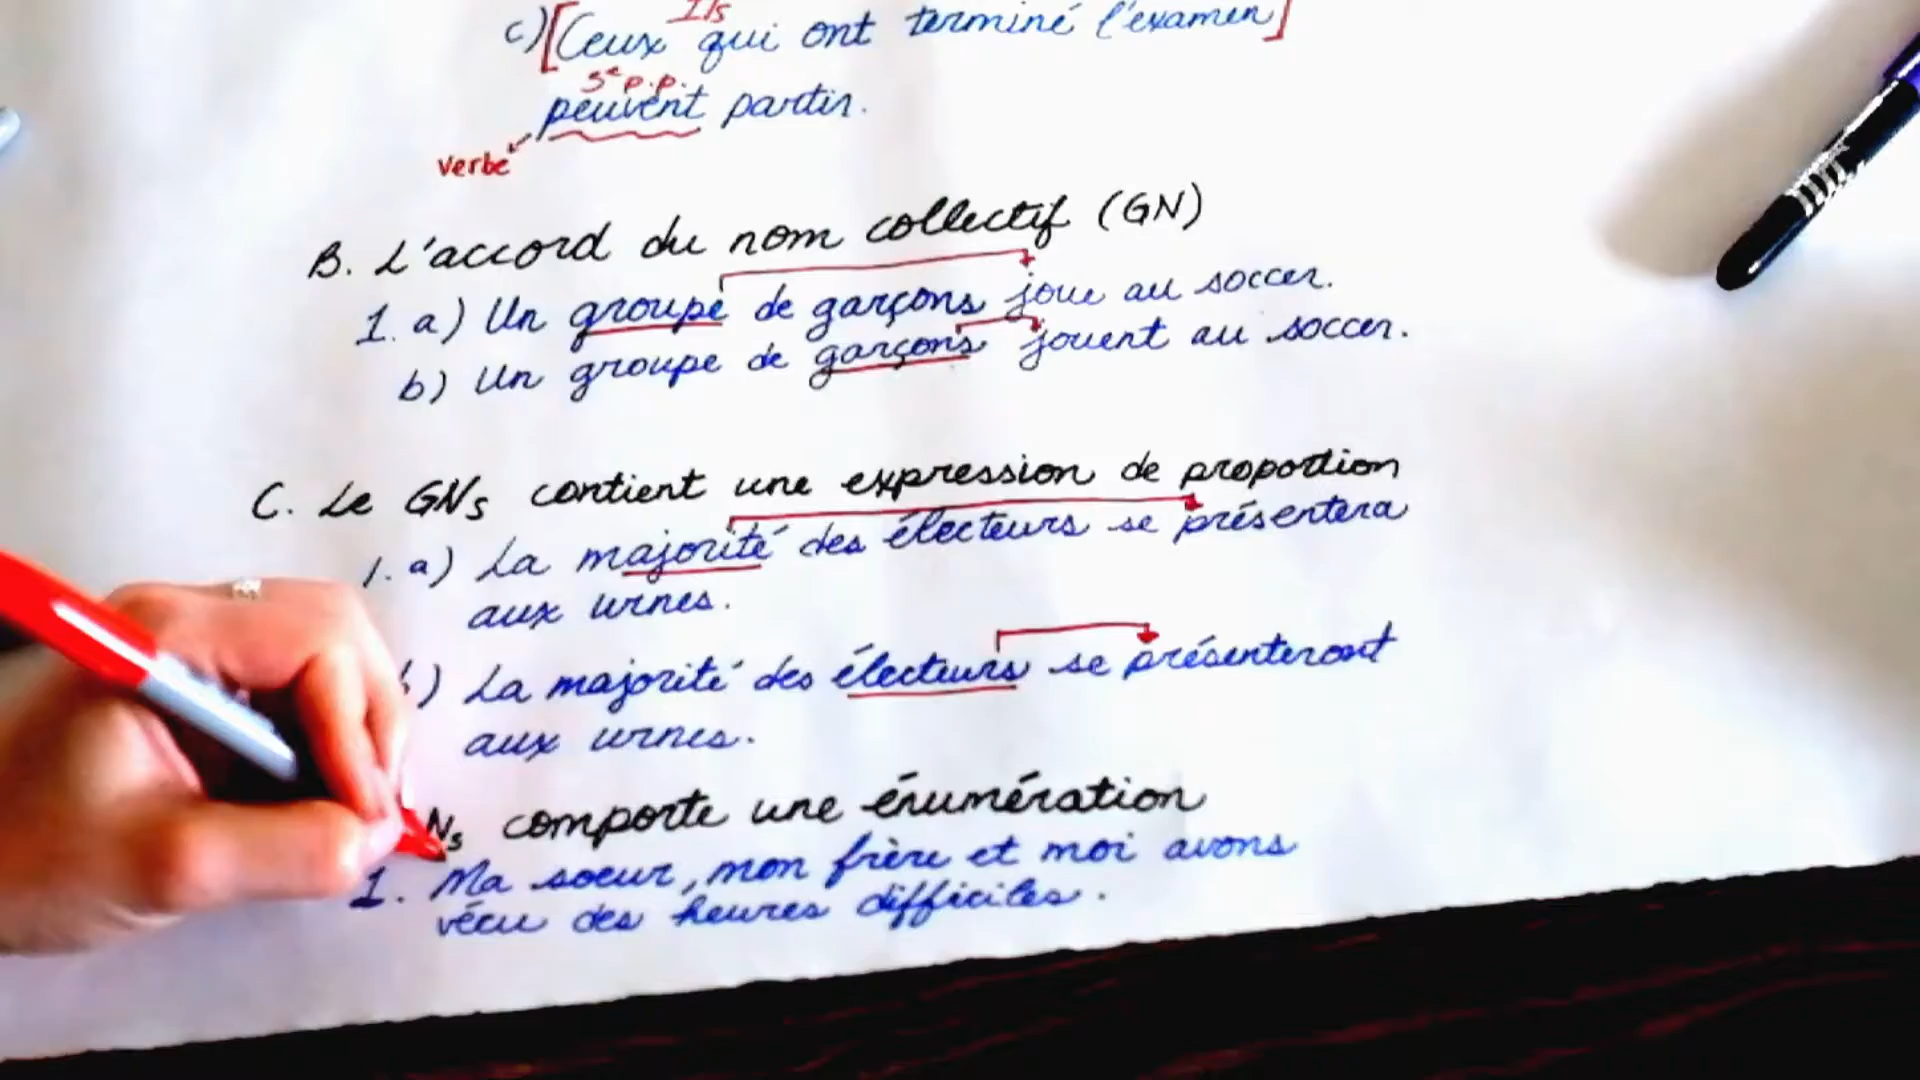 Ils
c) [Ceux qui ont terminé l'examen]
3e p.p.
peuvent partir.
verbe
B. L'accord du nom collectif (GN)
1. a) Un groupe de garçons joue au soccer.
b) Un groupe de garçons jouent au soccer.
C. Le GNs contient une expression de proportion
1. a) La majorité des électeurs se présentera
aux urnes.
) La majorité des électeurs se présenteront
aux urnes.
Ns comporte une énumération
1. Ma soeur, mon frère et moi avons
vécu des heures difficiles.